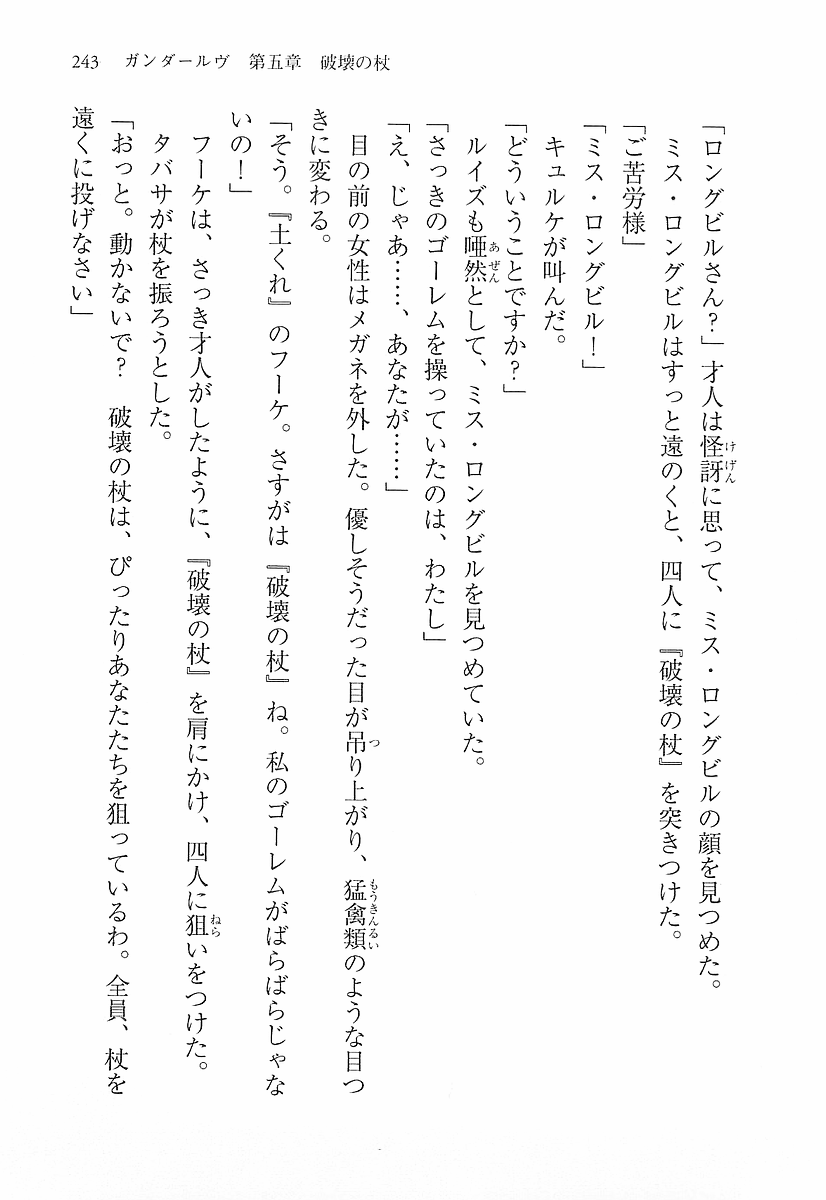 243　ガンダールヴ　第五章　破壊の杖
「ロングビルさん？」才人は怪訝に思って、ミス・ロングビルの顔を見つめた。
ミス・ロングビルはすっと遠のくと、四人に『破壊の杖』を突きつけた。
「ご苦労様」
「ミス・ロングビル！」
キュルケが叫んだ。
「どういうことですか？」
ルイズも唖然として、ミス・ロングビルを見つめていた。
「さっきのゴーレムを操っていたのは、わたし」
「え、じゃあ……、あなたが……」
目の前の女性はメガネを外した。優しそうだった目が吊り上がり、猛禽類のような目つ
きに変わる。
「そう。『土くれ』のフーケ。さすがは『破壊の杖』ね。私のゴーレムがばらばらじゃな
いの！」
フーケは、さっき才人がしたように、『破壊の杖』を肩にかけ、四人に狙いをつけた。
タバサが杖を振ろうとした。
「おっと。動かないで？　破壊の杖は、ぴったりあなたたちを狙っているわ。全員、杖を
遠くに投げなさい」